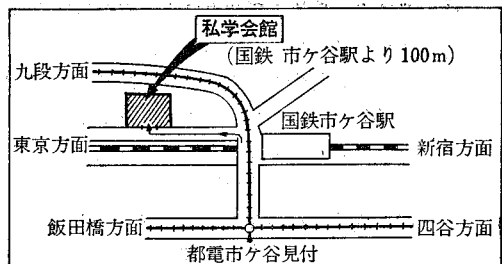 私学会館
(国鉄 市ケ谷駅より100m)
九段方面
国鉄市ケ谷駅
東京方面
新宿方面
飯田橋方面
四谷方面
都電市ケ谷見付